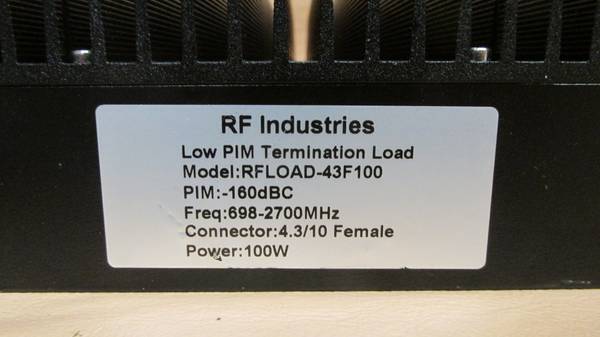 RF Industries
Low PIM Termination Load
Model:RFLOAD-43F100
PIM:-160dBC
Freq:698-2700MHz
Connector:4.3/10 Female
Power:100W